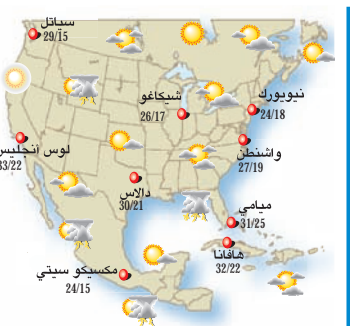 سياتل
29/15
شيكاغو
26/17
نيويورك
24/18
لوس أنجليس
33/22
واشنطن
27/19
دالاس
30/21
ميامي
31/25
هافانا
32/22
مكسيكو سيتي
24/15